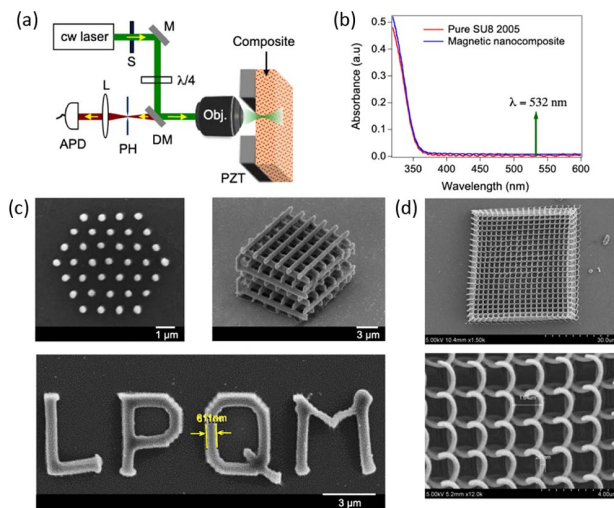 (a)
cw laser
M
S
L
λ/4
Composite
Obj.
APD
PH
DM
PZT
(b)
Absorbance (a.u)
0.5
0.4
0.3
0.2
0.1
0.0
Pure SU8 2005
Magnetic nanocomposite
λ = 532 nm
350 400 450 500 550 600
Wavelength (nm)
(c)
1 µm
3 µm
LPQM
611nm
3 µm
(d)
5.00kV 10.4mm x1.50k
30.0um
5.00kV 5.2mm x12.0k
4.00um